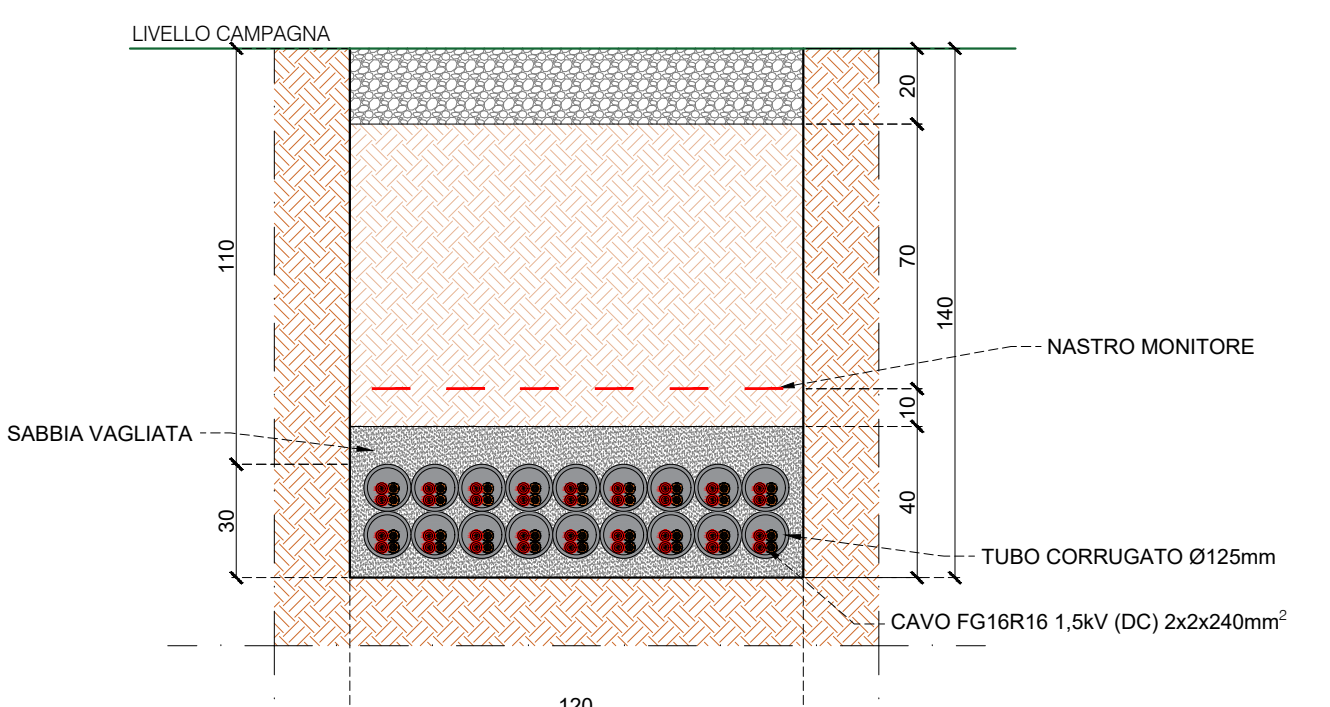 LIVELLO CAMPAGNA
20
110
70
140
NASTRO MONITORE
10
SABBIA VAGLIATA
40
30
TUBO CORRUGATO Ø125mm
CAVO FG16R16 1,5kV (DC) 2x2x240mm²
120